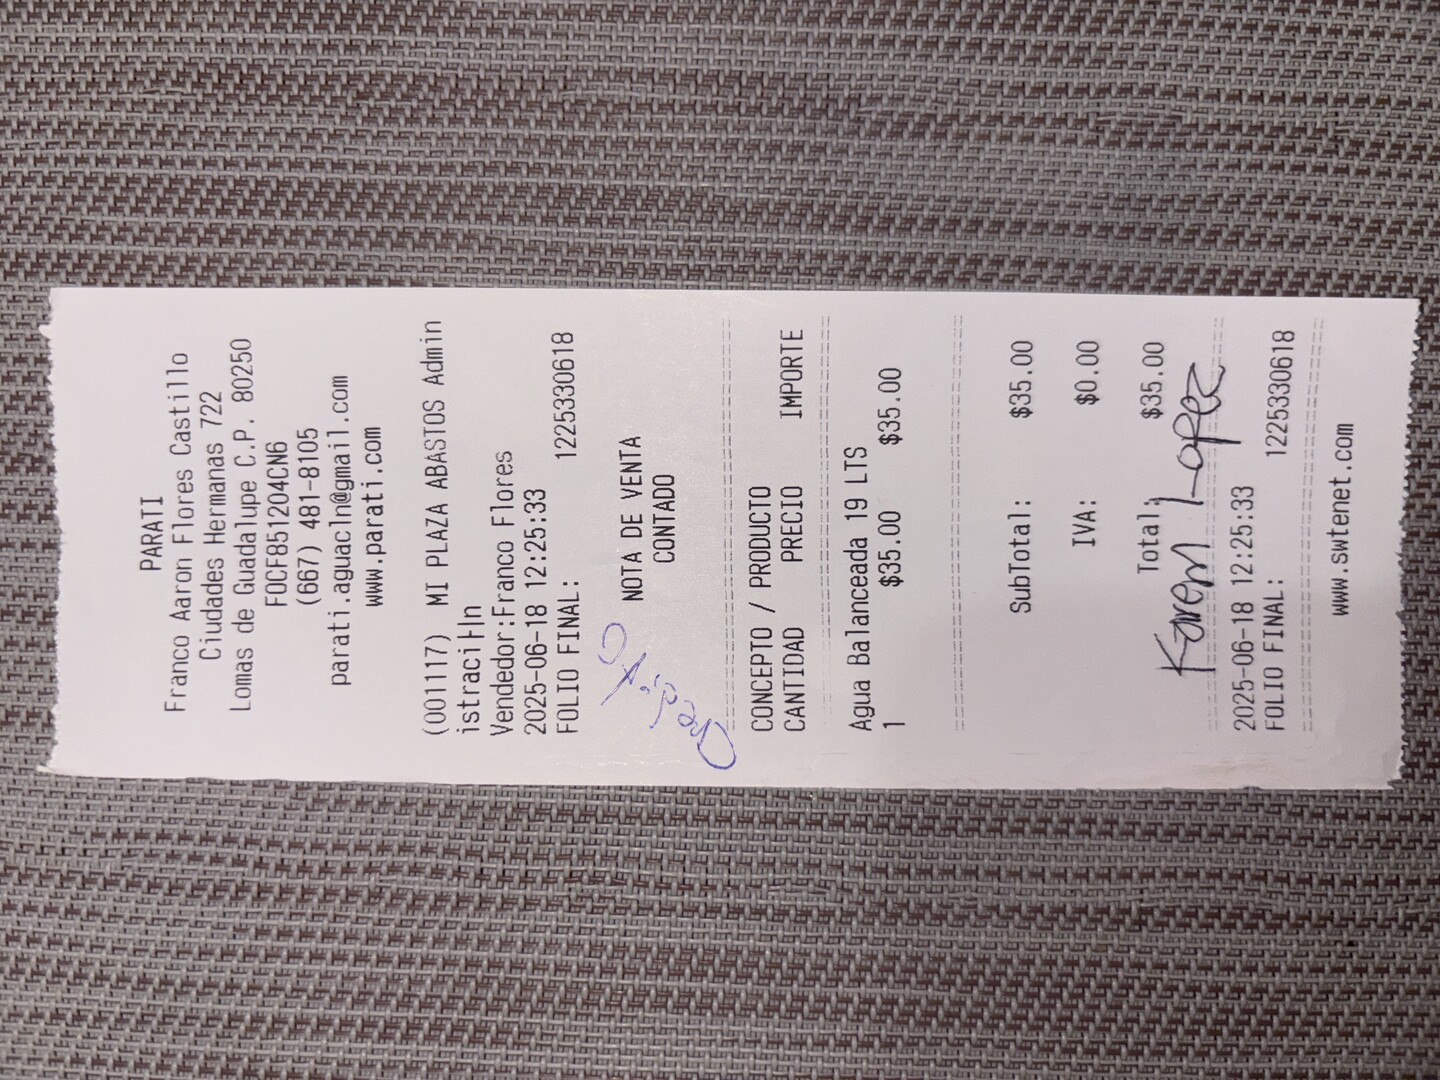 PARATI
Franco Aaron Flores Castillo
Ciudades Hermanas 722
Lomas de Guadalupe C.P. 80250
FOCF851204CN6
(667) 481-8105
parati.aguacln@gmail.com
www.parati.com
(001117) MI PLAZA ABASTOS Admin
istraci├│n
Vendedor:Franco Flores
2025-06-18 12:25:33
FOLIO FINAL: 1225330618
NOTA DE VENTA
CONTADO
Credito
CONCEPTO / PRODUCTO
CANTIDAD PRECIO IMPORTE
Agua Balanceada 19 LTS
1 $35.00 $35.00
SubTotal: $35.00
IVA: $0.00
Total: $35.00
Karem Lopez
2025-06-18 12:25:33
FOLIO FINAL: 1225330618
www.swtenet.com